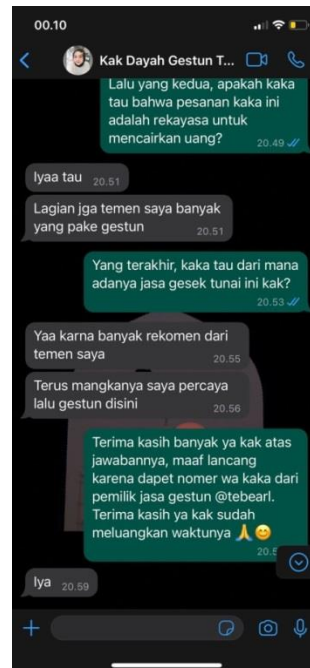 00.10
Kak Dayah Gestun T...
Lalu yang kedua, apakah kaka
tau bahwa pesanan kaka ini
adalah rekayasa untuk
mencairkan uang?
20.49
Iyaa tau 20.51
Lagian jga temen saya banyak
yang pake gestun 20.51
Yang terakhir, kaka tau dari mana
adanya jasa gesek tunai ini kak?
20.53
Yaa karna banyak rekomen dari
temen saya 20.55
Terus mangkanya saya percaya
lalu gestun disini 20.56
Terima kasih banyak ya kak atas
jawabannya, maaf lancang
karena dapet nomer wa kaka dari
pemilik jasa gestun @tebearl.
Terima kasih ya kak sudah
meluangkan waktunya 🙏😊
Iya 20.59